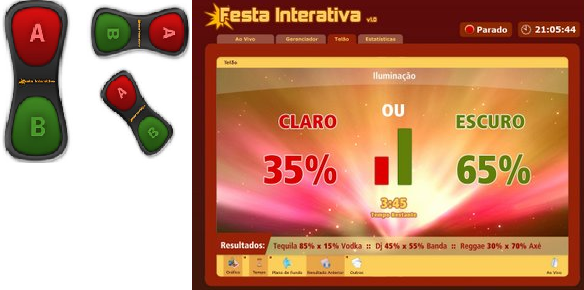 A
B
Festa Interativa
B
A
A
B
Festa Interativa v1.0
Parado
21:05:44
Ao Vivo
Gerenciador
Telão
Estatísticas
Telão
Iluminação
CLARO
OU
ESCURO
35%
65%
3:45
Tempo Restante
Resultados: Tequila 85% x 15% Vodka :: Dj 45% x 55% Banda :: Reggae 30% x 70% Axé
Gráfico
Tempo
Plano de Fundo
Resultado Anterior
Outros
Ao Vivo